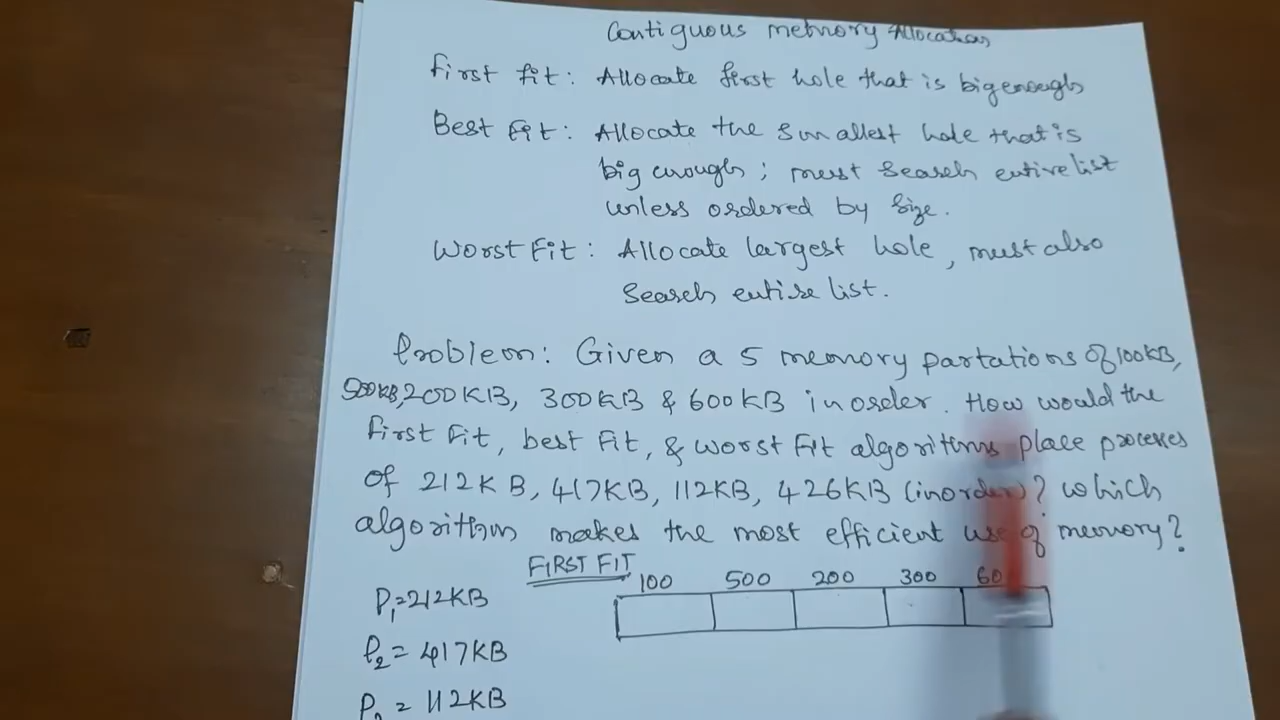 Contiguous memory Allocation
First fit: Allocate first hole that is big enough
Best Fit: Allocate the smallest hole that is
big enough; must search entire list
unless ordered by size.
Worst Fit: Allocate largest hole, must also
Search entire list.
Problem: Given a 5 memory partations of 100KB,
500KB, 200KB, 300KB & 600KB in order. How would the
First Fit, best Fit, & worst Fit algorithms place processes
of 212KB, 417KB, 112KB, 426KB (inorder)? which
algorithm makes the most efficient use of memory?
FIRST FIT
100 500 200 300
P1=212KB
P2 = 417KB
= 112KB